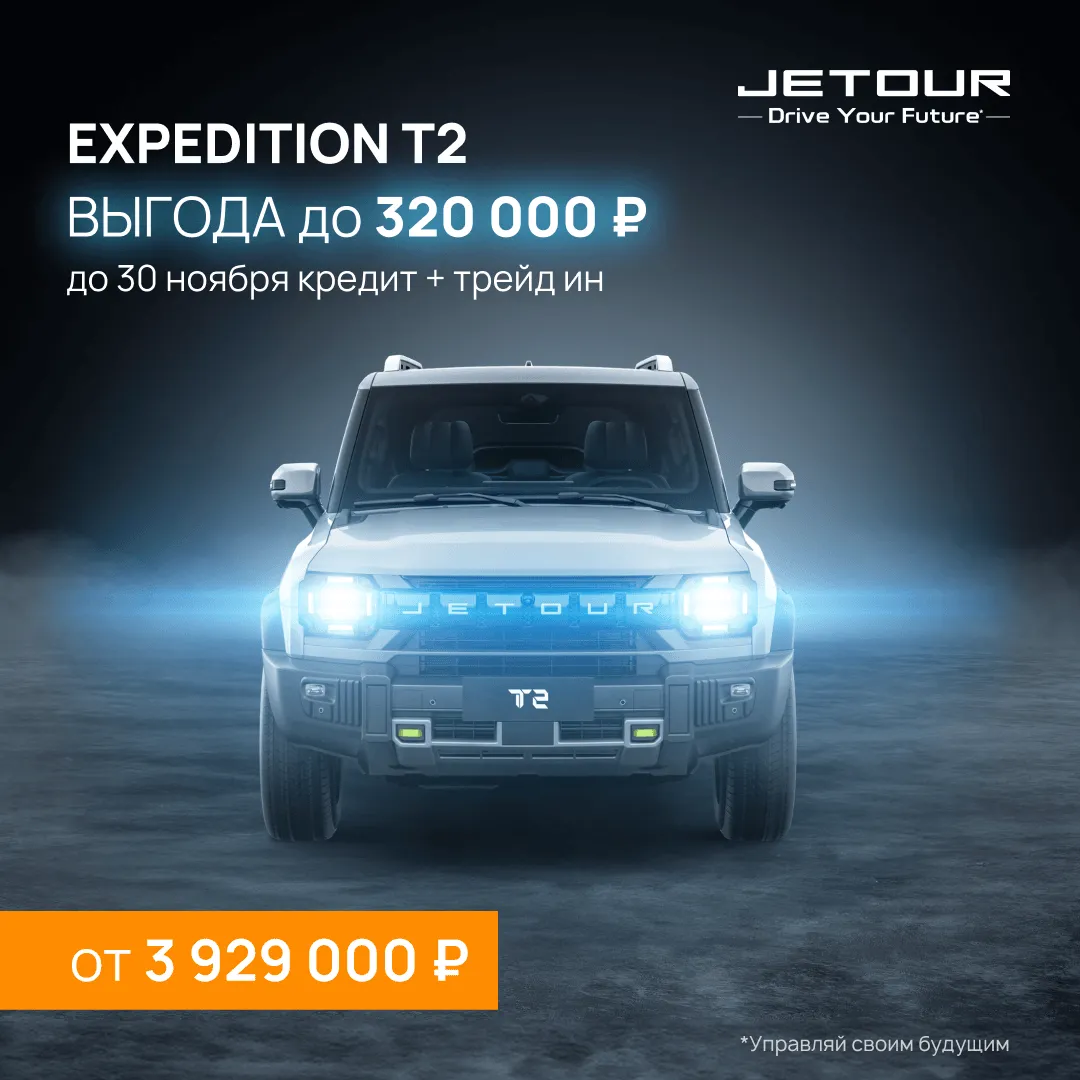 JETOUR
Drive Your Future*
EXPEDITION T2
ВЫГОДА до 320 000 ₽
до 30 ноября кредит + трейд ин
JETOUR
T2
от 3 929 000 ₽
*Управляй своим будущим